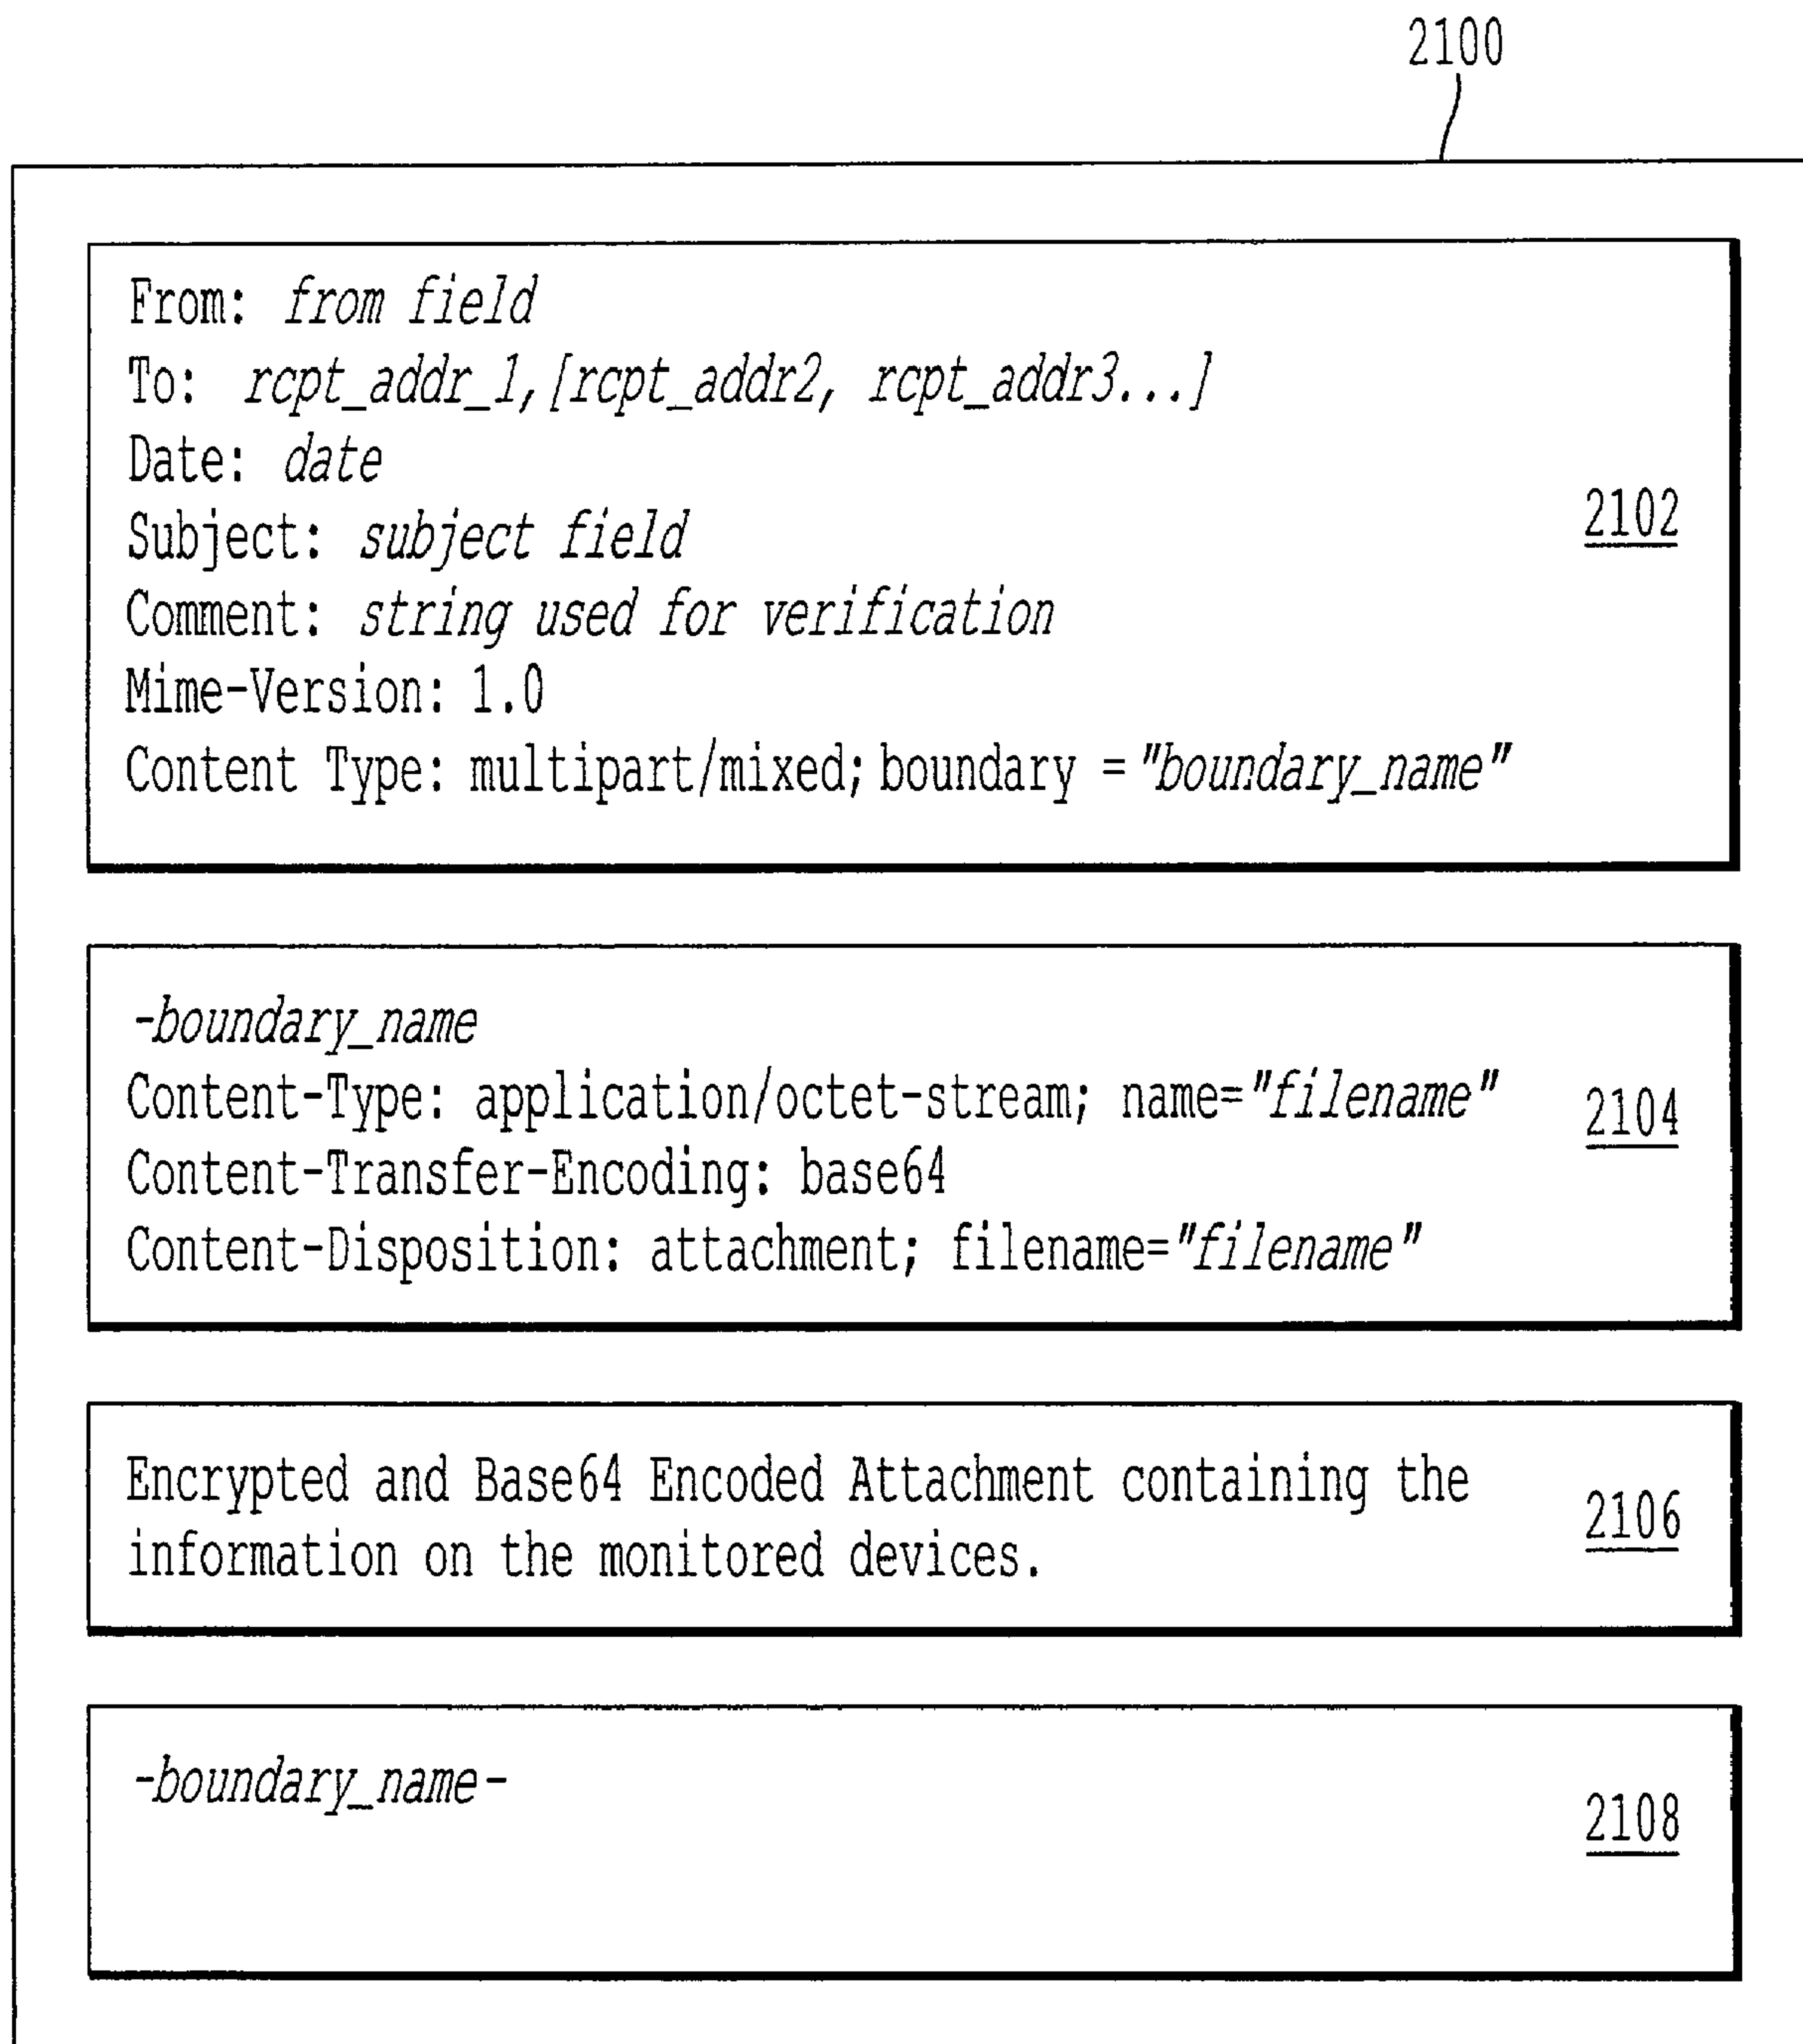 2100
From: from field
To: rcpt_addr_1,[rcpt_addr2, rcpt_addr3...]
Date: date
Subject: subject field
2102
Comment: string used for verification
Mime-Version: 1.0
Content Type: multipart/mixed; boundary ="boundary_name"
-boundary_name
Content-Type: application/octet-stream; name="filename"
2104
Content-Transfer-Encoding: base64
Content-Disposition: attachment; filename="filename"
Encrypted and Base64 Encoded Attachment containing the
2106
information on the monitored devices.
-boundary_name-
2108